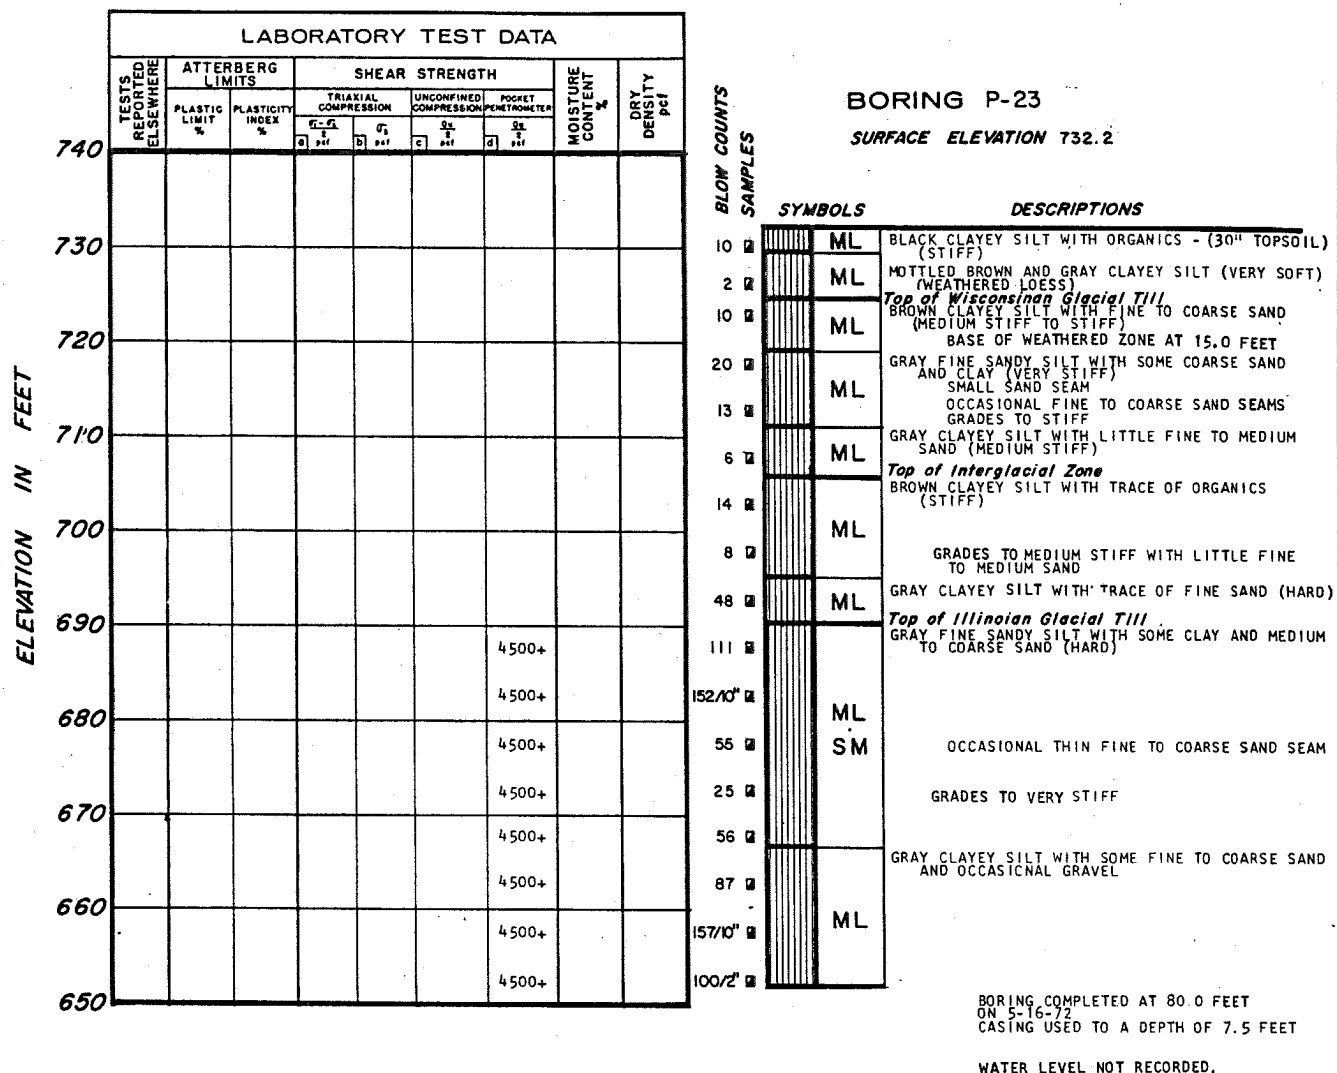 LABORATORY TEST DATA
TESTS REPORTED ELSEWHERE
ATTERBERG LIMITS
SHEAR STRENGTH
MOISTURE CONTENT %
DRY DENSITY pcf
PLASTIC LIMIT %
PLASTICITY INDEX %
TRIAXIAL COMPRESSION
UNCONFINED COMPRESSION
POCKET PENETROMETER
a
psf
b
psf
c
psf
d
psf
BLOW COUNTS
SAMPLES
BORING P-23
SURFACE ELEVATION 732.2
SYMBOLS
DESCRIPTIONS
ELEVATION IN FEET
740
730
720
710
700
690
680
670
660
650
10 ML BLACK CLAYEY SILT WITH ORGANICS - (30" TOPSOIL)
(STIFF)
2 ML MOTTLED BROWN AND GRAY CLAYEY SILT (VERY SOFT)
(WEATHERED LOESS)
Top of Wisconsinan Glacial Till
10 ML BROWN CLAYEY SILT WITH FINE TO COARSE SAND
(MEDIUM STIFF TO STIFF)
BASE OF WEATHERED ZONE AT 15.0 FEET
20 GRAY FINE SANDY SILT WITH SOME COARSE SAND
AND CLAY (VERY STIFF)
ML SMALL SAND SEAM
13 OCCASIONAL FINE TO COARSE SAND SEAMS
GRADES TO STIFF
GRAY CLAYEY SILT WITH LITTLE FINE TO MEDIUM
6 ML SAND (MEDIUM STIFF)
Top of Interglacial Zone
BROWN CLAYEY SILT WITH TRACE OF ORGANICS
14 (STIFF)
ML
8 GRADES TO MEDIUM STIFF WITH LITTLE FINE
TO MEDIUM SAND
48 ML GRAY CLAYEY SILT WITH TRACE OF FINE SAND (HARD)
Top of Illinoian Glacial Till
GRAY FINE SANDY SILT WITH SOME CLAY AND MEDIUM
4500+ 111 TO COARSE SAND (HARD)
4500+ 152/10"
ML
4500+ 55 SM OCCASIONAL THIN FINE TO COARSE SAND SEAM
4500+ 25 GRADES TO VERY STIFF
4500+ 56
GRAY CLAYEY SILT WITH SOME FINE TO COARSE SAND
AND OCCASICNAL GRAVEL
4500+ 87
4500+ 157/10" ML
4500+ 100/2"
BORING COMPLETED AT 80.0 FEET
ON 5-16-72
CASING USED TO A DEPTH OF 7.5 FEET
WATER LEVEL NOT RECORDED.